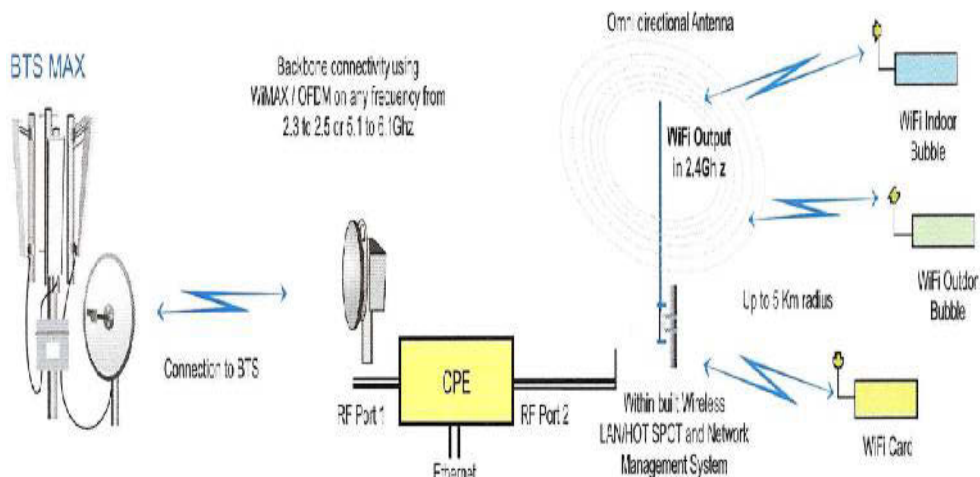 BTS MAX
Backbone connectivity using
WiMAX / OFDM on any frequency from
2.3 to 2.5 or 5.1 to 6.1Ghz
Connection to BTS
RF Port 1
CPE
RF Port 2
Ethernet
Omni directional Antenna
WiFi Output
in 2.4Ghz
Up to 5 Km radius
Within built Wireless
LAN/HOT SPOT and Network
Management System
WiFi Indoor
Bubble
WiFi Outdor
Bubble
WiFi Card